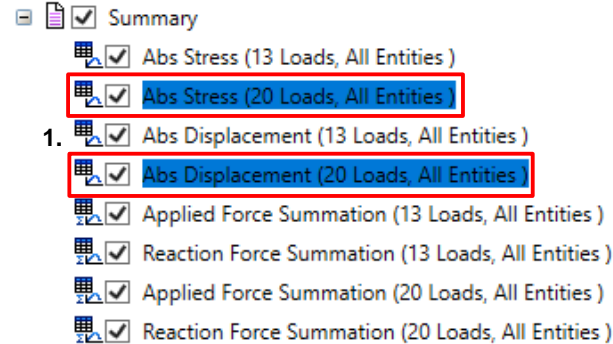 Summary
Abs Stress (13 Loads, All Entities )
Abs Stress (20 Loads, All Entities )
1. Abs Displacement (13 Loads, All Entities )
Abs Displacement (20 Loads, All Entities )
Applied Force Summation (13 Loads, All Entities )
Reaction Force Summation (13 Loads, All Entities )
Applied Force Summation (20 Loads, All Entities )
Reaction Force Summation (20 Loads, All Entities )